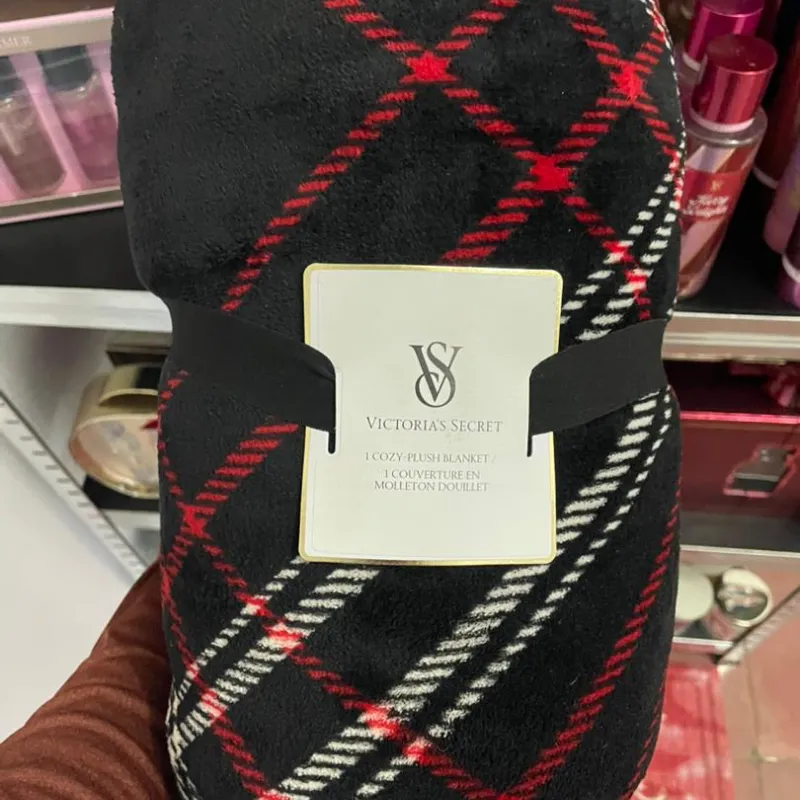 VS
VICTORIA'S SECRET
1 COZY-PLUSH BLANKET /
1 COUVERTURE EN
MOLLETON DOUILLET